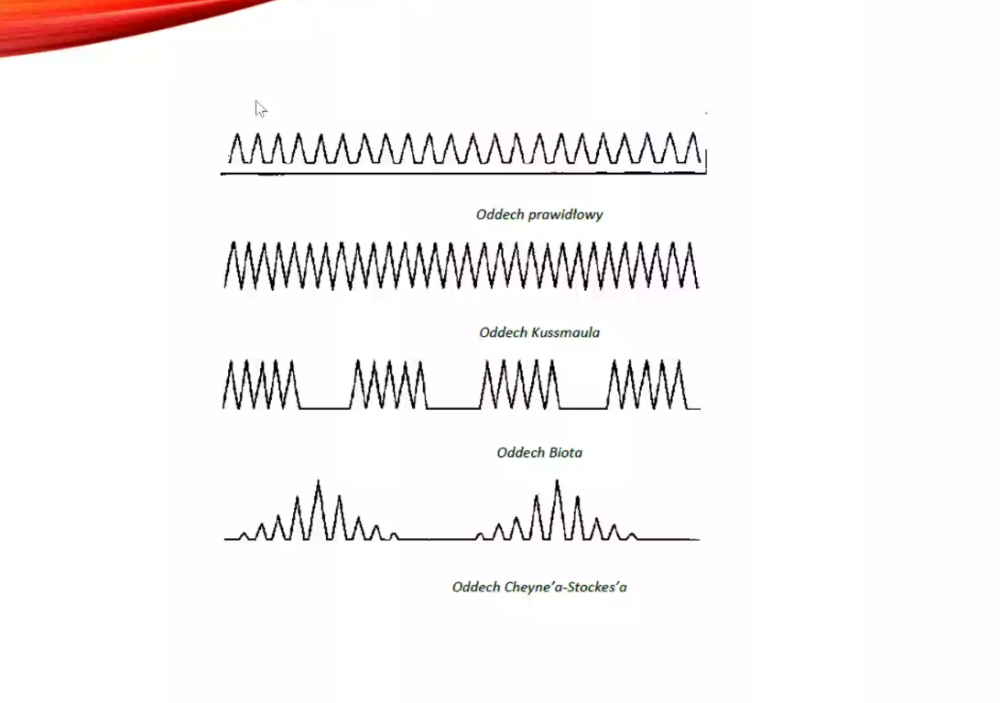 Oddech prawidłowy
Oddech Kussmaula
Oddech Biota
Oddech Cheyne’a-Stockes’a